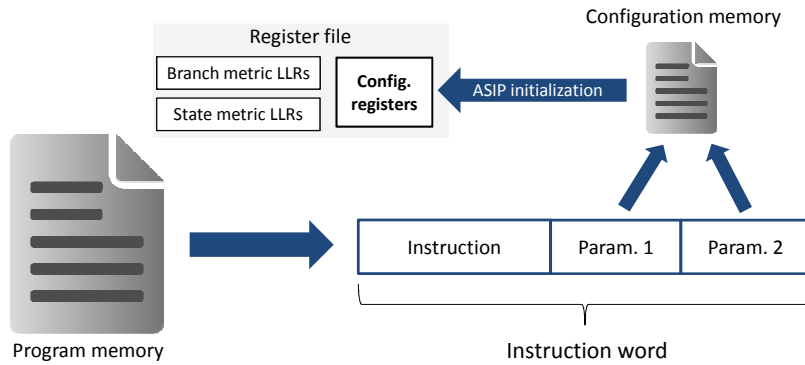 Configuration memory
Register file
Branch metric LLRs
State metric LLRs
Config.
registers
ASIP initialization
Instruction
Param. 1
Param. 2
Program memory
Instruction word